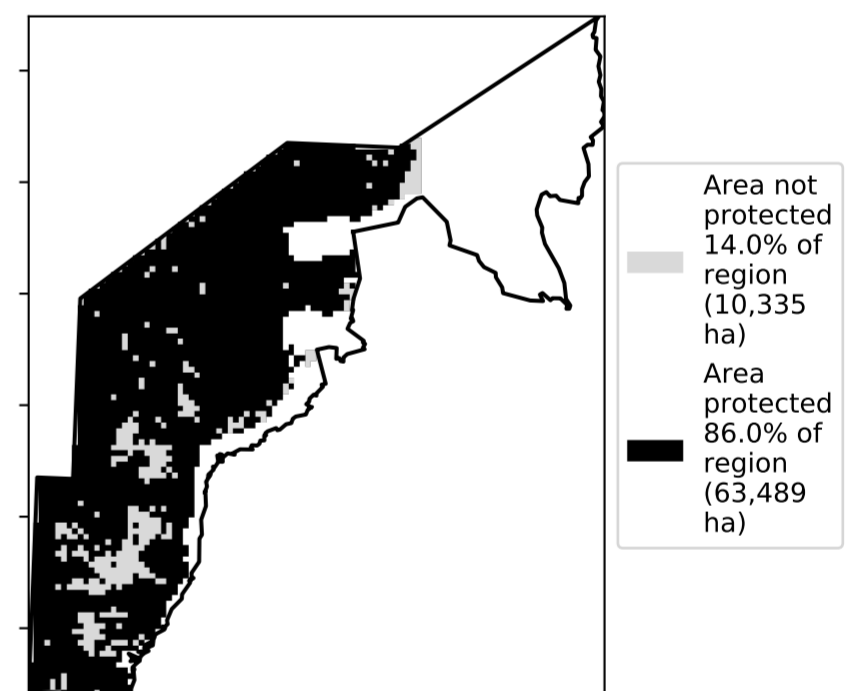 Area not
protected
14.0% of
region
(10,335
ha)
Area
protected
86.0% of
region
(63,489
ha)